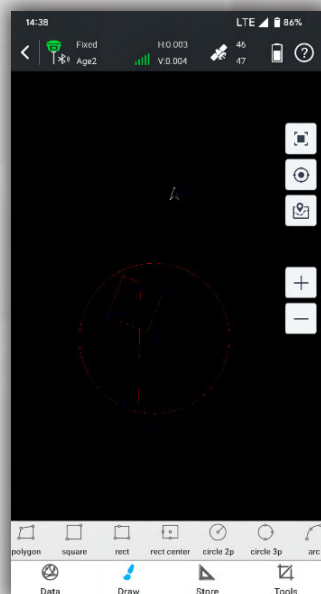 14:38 LTE 86%
Fixed H:0.003 46
Age2 V:0.004 47
polygon square rect rect center circle 2p circle 3p arc
Data Draw Store Tools